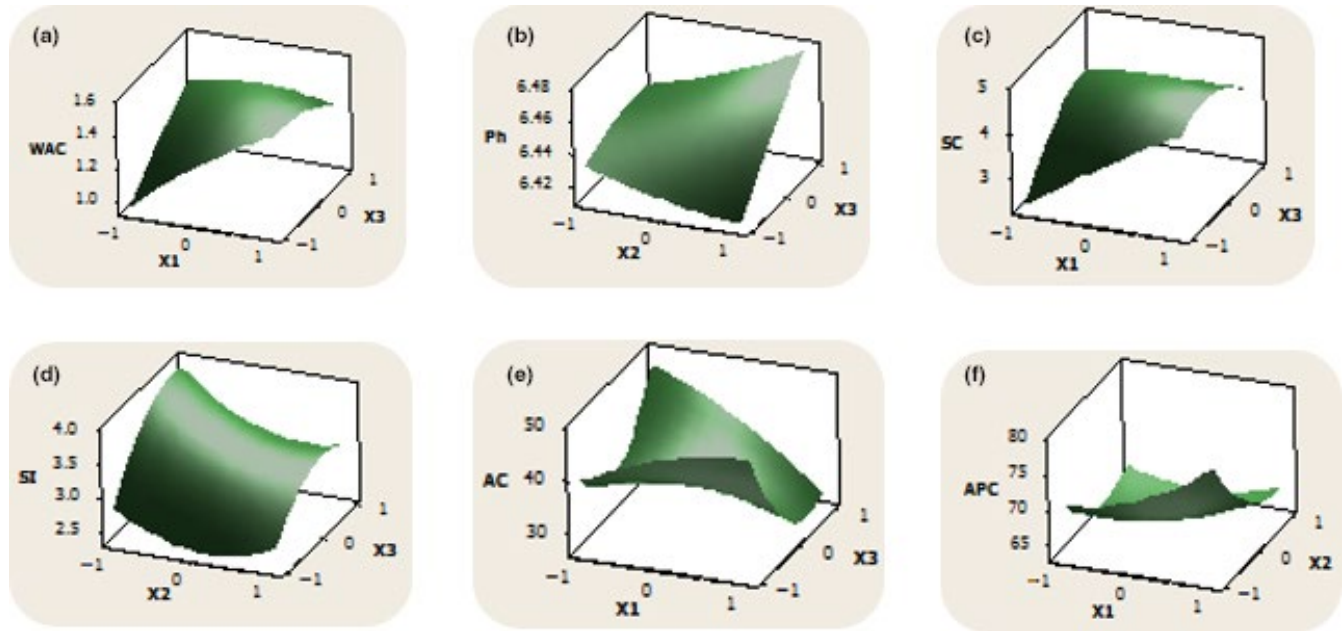 (a)
1.6
1.4
WAC
1.2
1.0
−1
0
1
X1
−1
0
1
X3
(b)
6.48
6.46
Ph
6.44
6.42
−1
0
1
X2
−1
0
1
X3
(c)
5
4
SC
3
−1
0
1
X1
−1
0
1
X3
(d)
4.0
3.5
SI
3.0
2.5
−1
0
1
X2
−1
0
1
X3
(e)
50
40
AC
30
−1
0
1
X1
−1
0
1
X3
(f)
80
75
APC
70
65
−1
0
1
X1
−1
0
1
X2